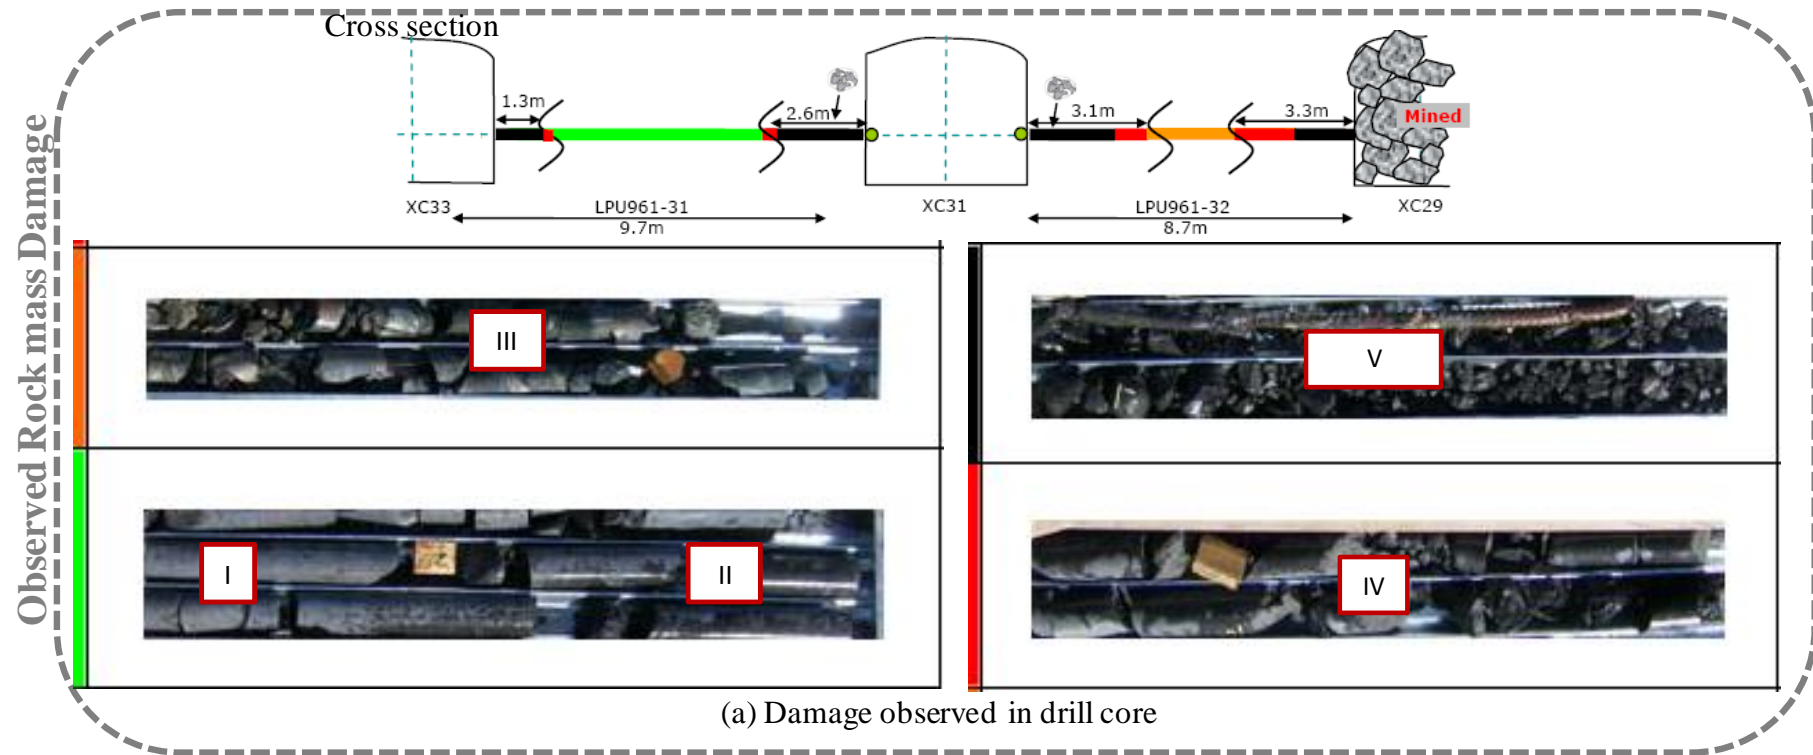 Cross section
Observed Rock mass Damage
1.3m
2.6m
3.1m
3.3m
Mined
XC33
LPU961-31
9.7m
XC31
LPU961-32
8.7m
XC29
III
V
I
II
IV
(a) Damage observed in drill core